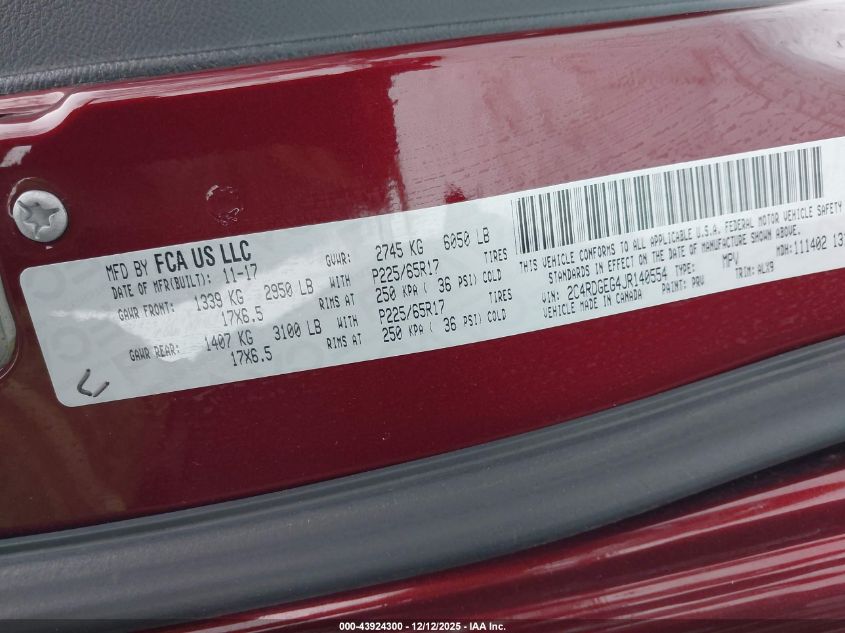 MFD BY FCA US LLC
DATE OF MFR(BUILT): 11-17
GVWR: 2745 KG 6050 LB
GAWR FRONT: 1339 KG 2950 LB WITH P225/65R17 TIRES
17X6.5 RIMS AT 250 KPA ( 36 PSI) COLD
GAWR REAR: 1407 KG 3100 LB WITH P225/65R17 TIRES
17X6.5 RIMS AT 250 KPA ( 36 PSI) COLD
THIS VEHICLE CONFORMS TO ALL APPLICABLE U.S.A. FEDERAL MOTOR VEHICLE SAFETY
STANDARDS IN EFFECT ON THE DATE OF MANUFACTURE SHOWN ABOVE.
VIN: 2C4RDGEG4JR140554 TYPE: MPV MDH: 111402
VEHICLE MADE IN CANADA PAINT: PRV TRIM: ALX9
000-43924300 - 12/12/2025 - IAA Inc.